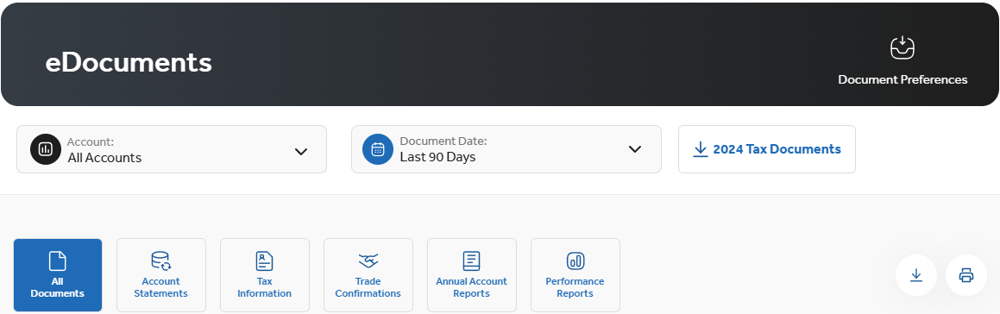 eDocuments
Document Preferences
Account:
All Accounts
Document Date:
Last 90 Days
2024 Tax Documents
All
Documents
Account
Statements
Tax
Information
Trade
Confirmations
Annual Account
Reports
Performance
Reports